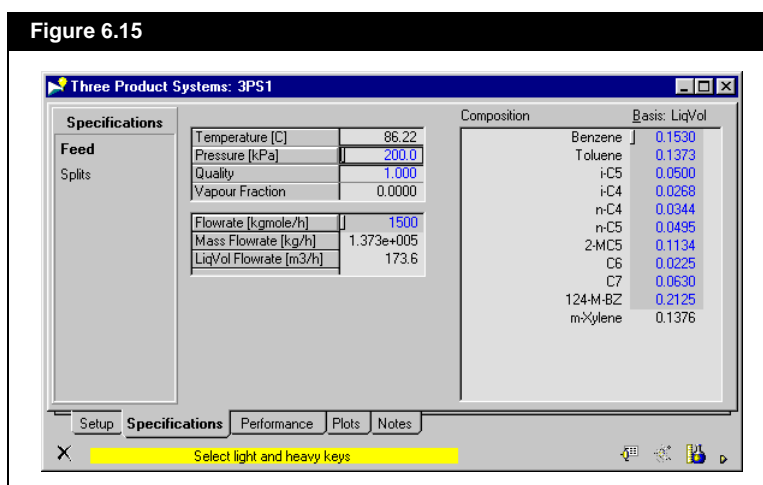 Figure 6.15
Three Product Systems: 3PS1
Specifications
Feed
Splits
Temperature [C] 86.22
Pressure [kPa] 200.0
Quality 1.000
Vapour Fraction 0.0000
Flowrate [kgmole/h] 1500
Mass Flowrate [kg/h] 1.373e+005
LiqVol Flowrate [m3/h] 173.6
Composition Basis: LiqVol
Benzene 0.1530
Toluene 0.1373
i-C5 0.0500
i-C4 0.0268
n-C4 0.0344
n-C5 0.0495
2-MC5 0.1134
C6 0.0225
C7 0.0630
124-M-BZ 0.2125
m-Xylene 0.1376
Setup Specifications Performance Plots Notes
Select light and heavy keys